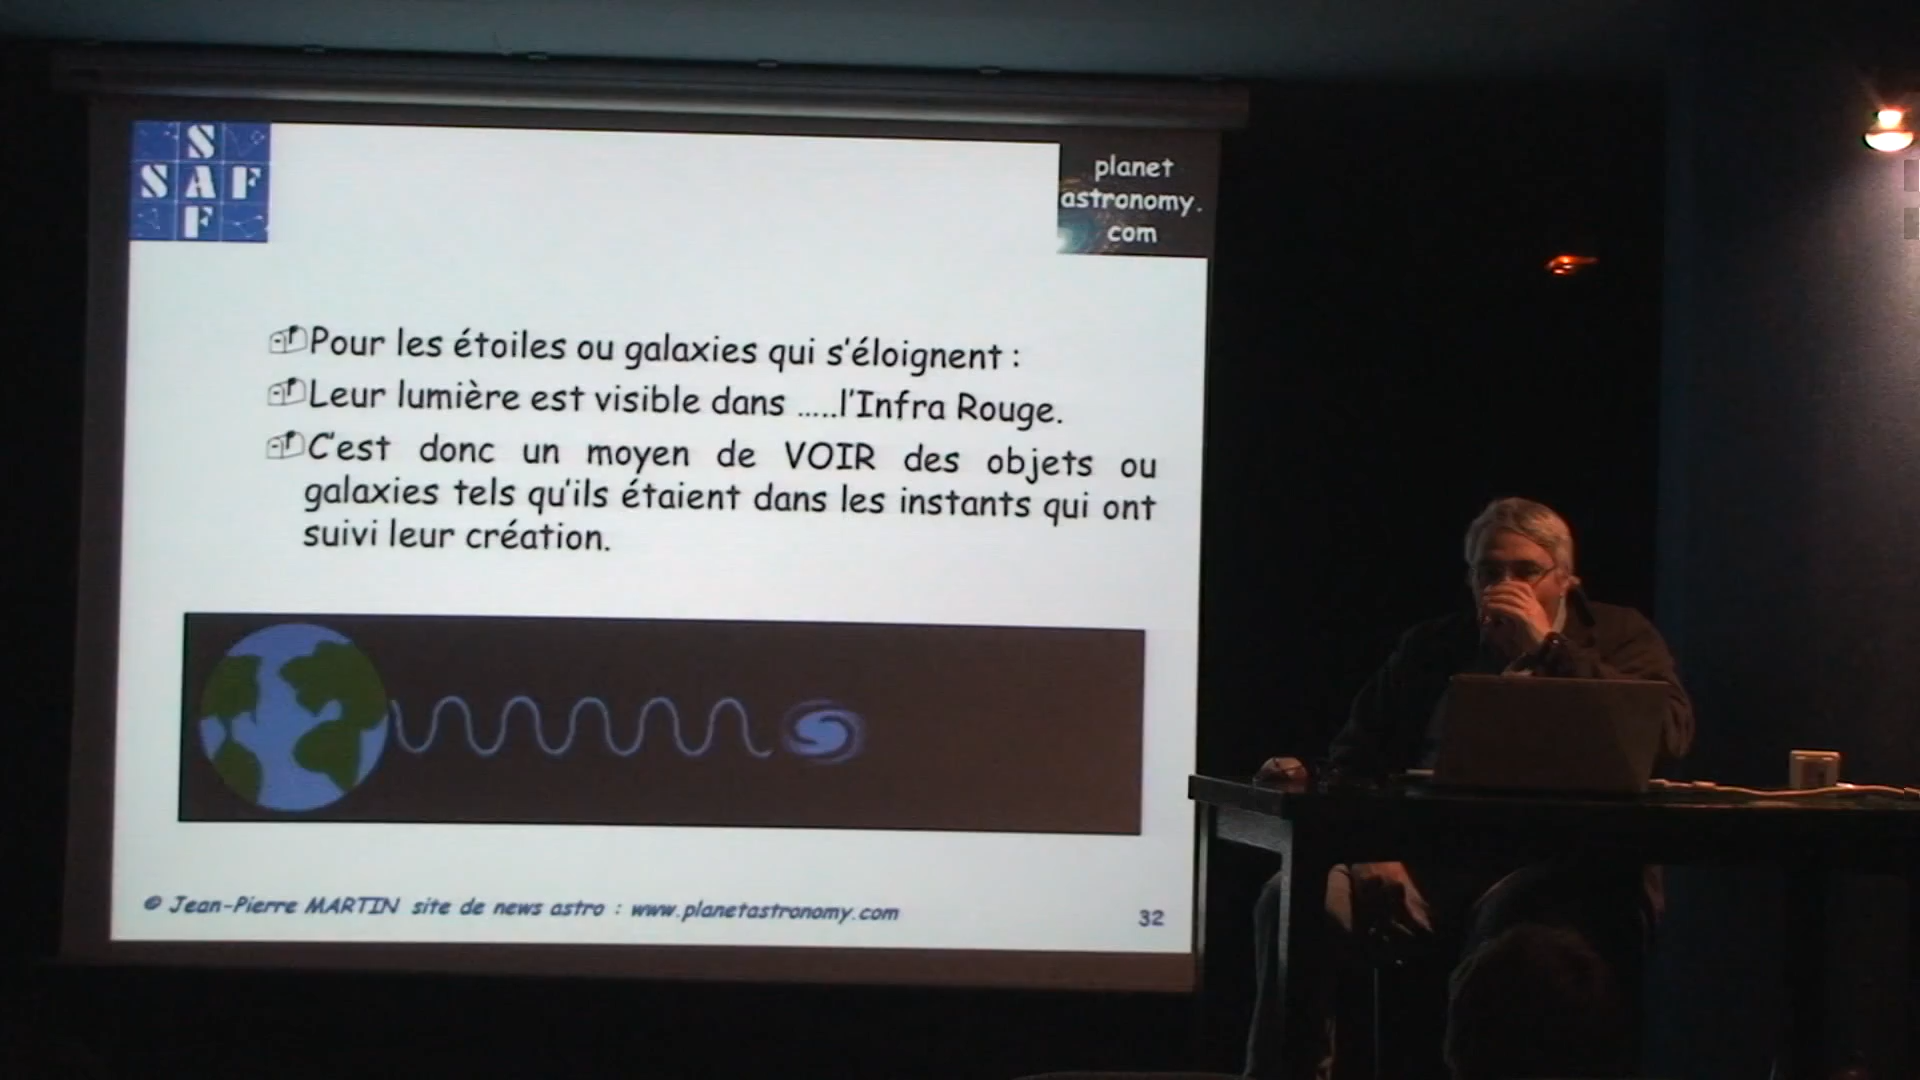 S
S A F
F
planet
astronomy.
com
Pour les étoiles ou galaxies qui s'éloignent :
Leur lumière est visible dans .....l'Infra Rouge.
C'est donc un moyen de VOIR des objets ou
galaxies tels qu'ils étaient dans les instants qui ont
suivi leur création.
© Jean-Pierre MARTIN site de news astro : www.planetastronomy.com
32